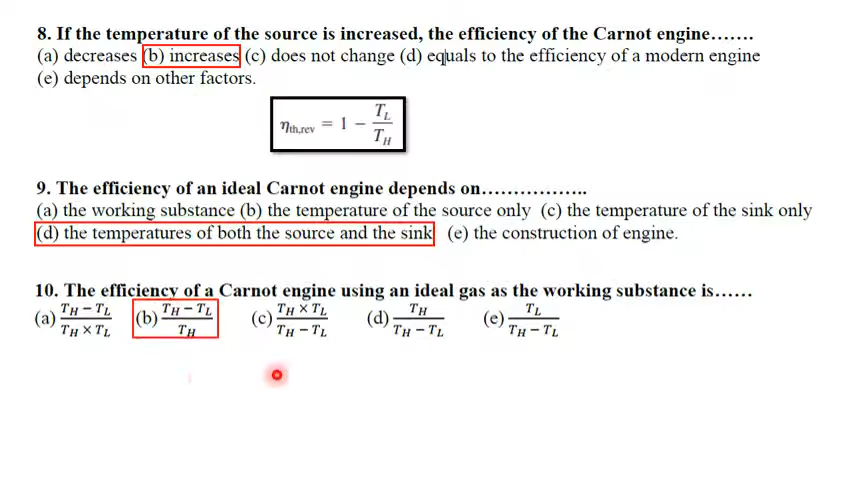 8. If the temperature of the source is increased, the efficiency of the Carnot engine…….
(a) decreases (b) increases (c) does not change (d) equals to the efficiency of a modern engine
(e) depends on other factors.
ηth,rev = 1 − TL/TH
9. The efficiency of an ideal Carnot engine depends on……………..
(a) the working substance (b) the temperature of the source only (c) the temperature of the sink only
(d) the temperatures of both the source and the sink (e) the construction of engine.
10. The efficiency of a Carnot engine using an ideal gas as the working substance is……
(a) TH − TL / TH × TL (b) TH − TL / TH (c) TH × TL / TH − TL (d) TH / TH − TL (e) TL / TH − TL